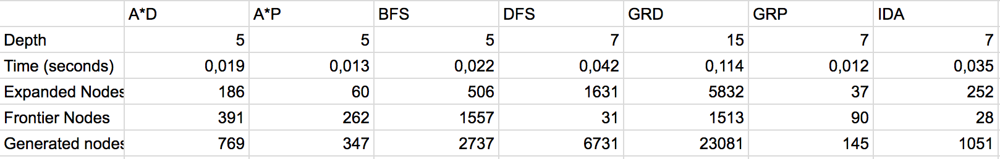 A*D A*P BFS DFS GRD GRP IDA
Depth 5 5 5 7 15 7 7
Time (seconds) 0,019 0,013 0,022 0,042 0,114 0,012 0,035
Expanded Nodes 186 60 506 1631 5832 37 252
Frontier Nodes 391 262 1557 31 1513 90 28
Generated nodes 769 347 2737 6731 23081 145 1051